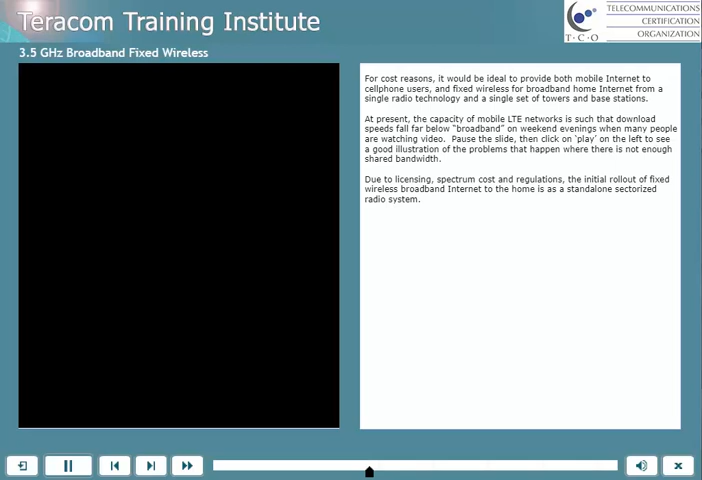 Teracom Training Institute
TELECOMMUNICATIONS
CERTIFICATION
ORGANIZATION
T·C·O
3.5 GHz Broadband Fixed Wireless
For cost reasons, it would be ideal to provide both mobile Internet to
cellphone users, and fixed wireless for broadband home Internet from a
single radio technology and a single set of towers and base stations.
At present, the capacity of mobile LTE networks is such that download
speeds fall far below "broadband" on weekend evenings when many people
are watching video.  Pause the slide, then click on 'play' on the left to see
a good illustration of the problems that happen where there is not enough
shared bandwidth.
Due to licensing, spectrum cost and regulations, the initial rollout of fixed
wireless broadband Internet to the home is as a standalone sectorized
radio system.